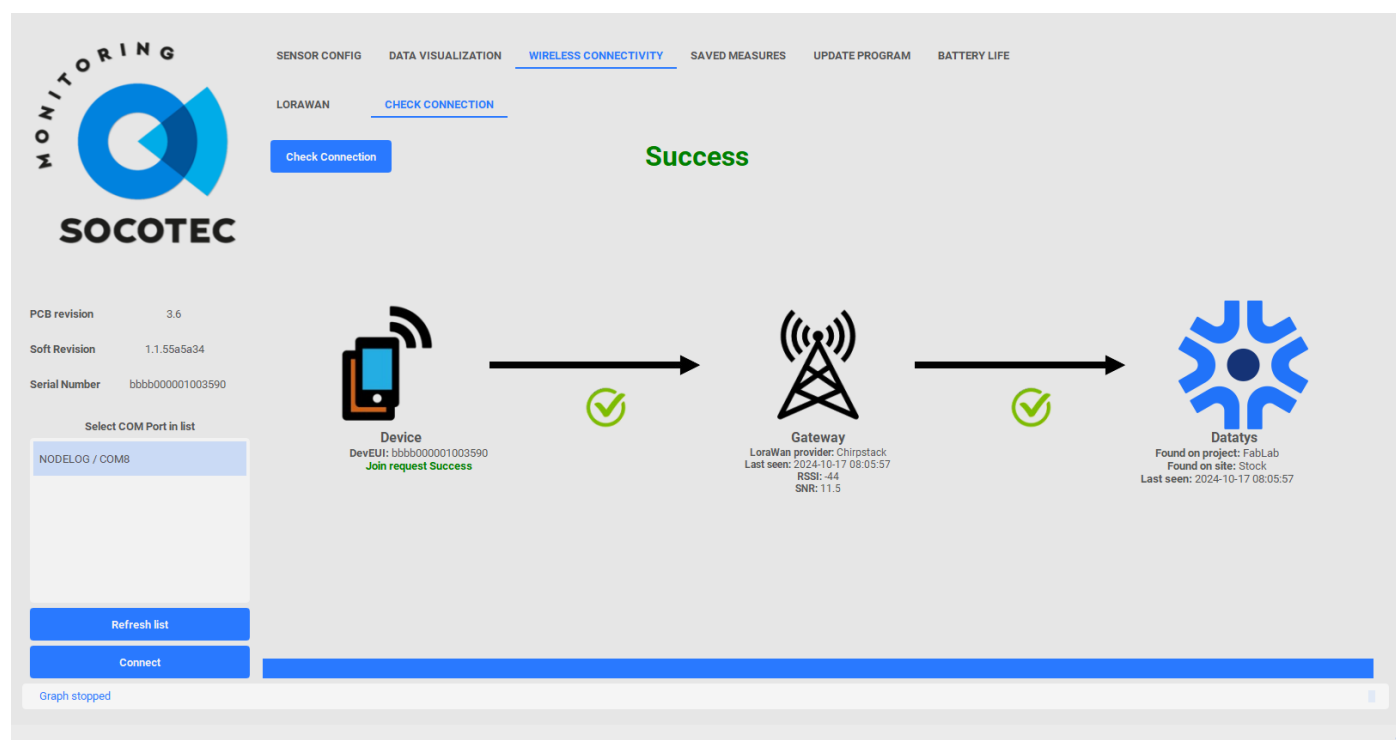 MONITORING
SOCOTEC
SENSOR CONFIG DATA VISUALIZATION WIRELESS CONNECTIVITY SAVED MEASURES UPDATE PROGRAM BATTERY LIFE
LORAWAN CHECK CONNECTION
Check Connection
Success
PCB revision 3.6
Soft Revision 1.1.55a5a34
Serial Number bbbb000001003590
Select COM Port in list
NODELOG / COM8
Refresh list
Connect
Device
DevEUI: bbbb000001003590
Join request Success
Gateway
LoraWan provider: Chirpstack
Last seen: 2024-10-17 08:05:57
RSSI: -44
SNR: 11.5
Datatys
Found on project: FabLab
Found on site: Stock
Last seen: 2024-10-17 08:05:57
Graph stopped